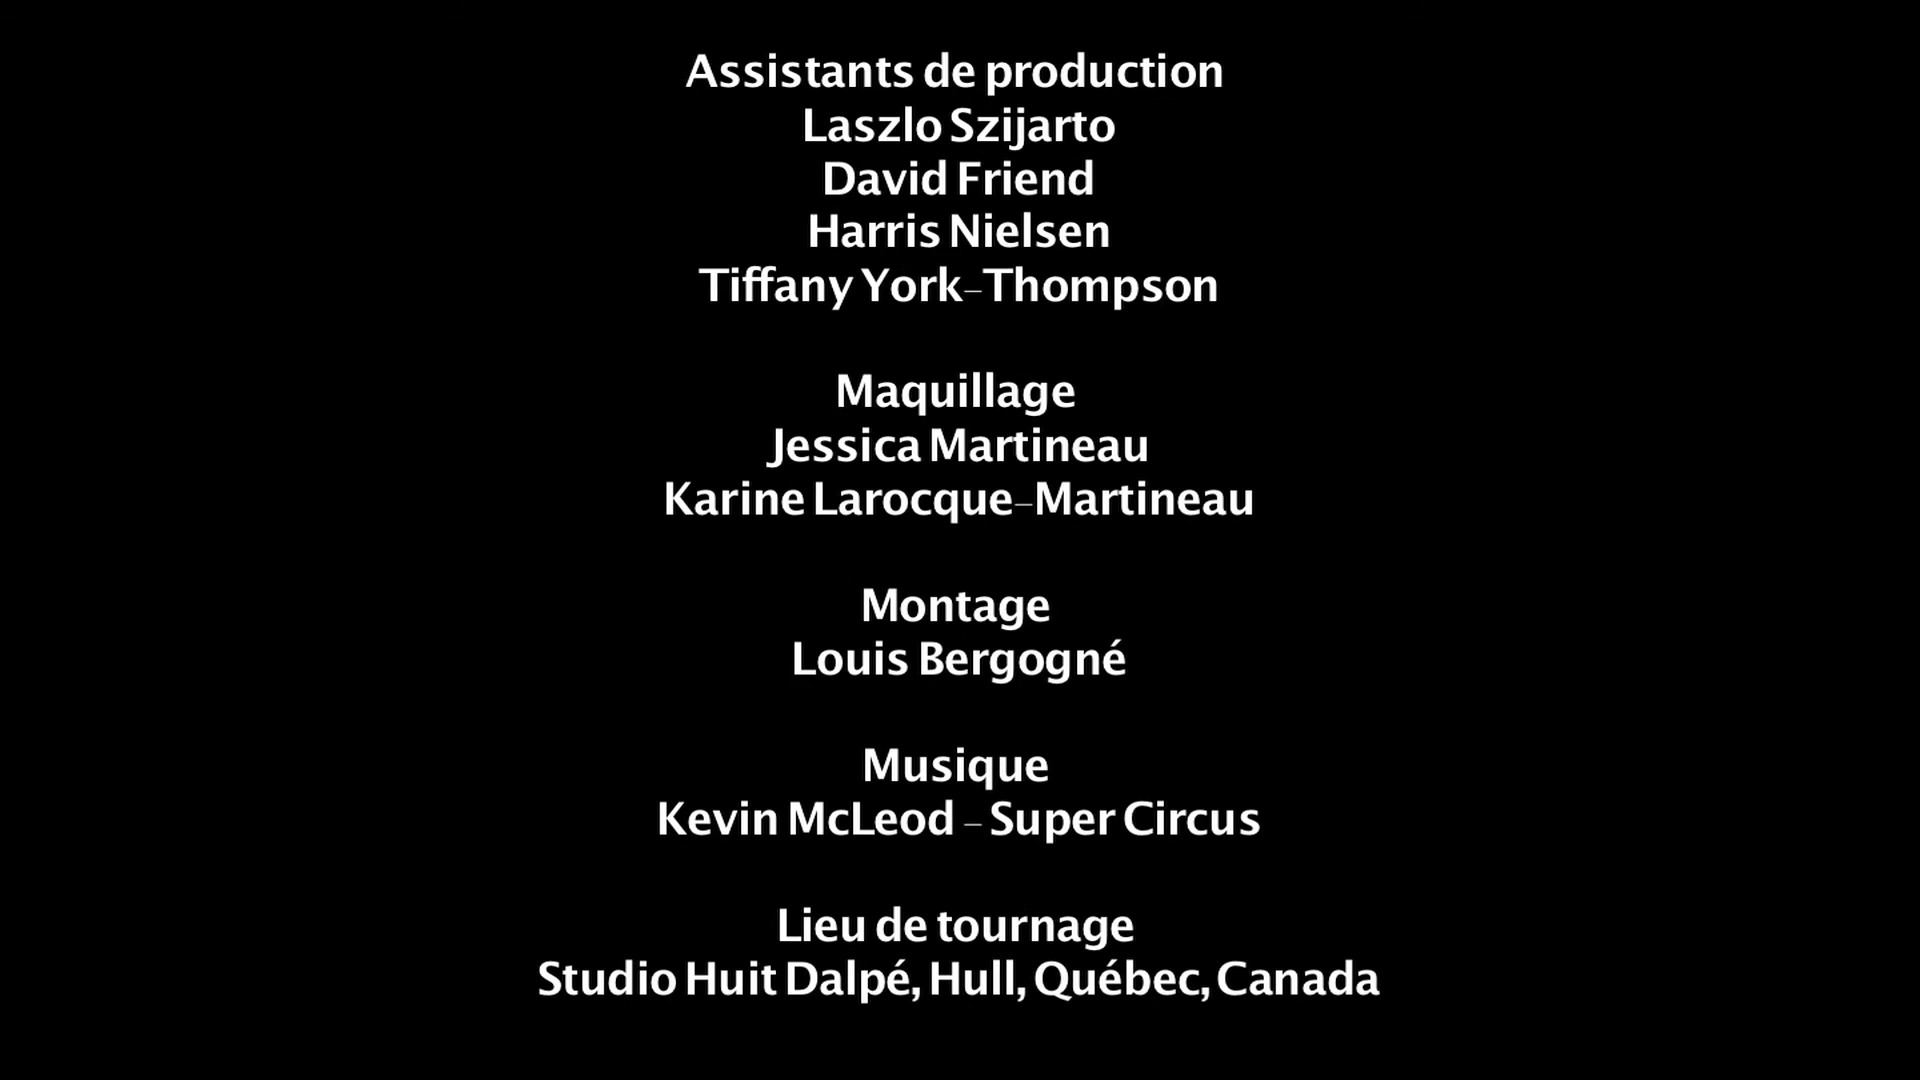 Assistants de production
Laszlo Szijarto
David Friend
Harris Nielsen
Tiffany York-Thompson
Maquillage
Jessica Martineau
Karine Larocque-Martineau
Montage
Louis Bergogné
Musique
Kevin McLeod - Super Circus
Lieu de tournage
Studio Huit Dalpé, Hull, Québec, Canada